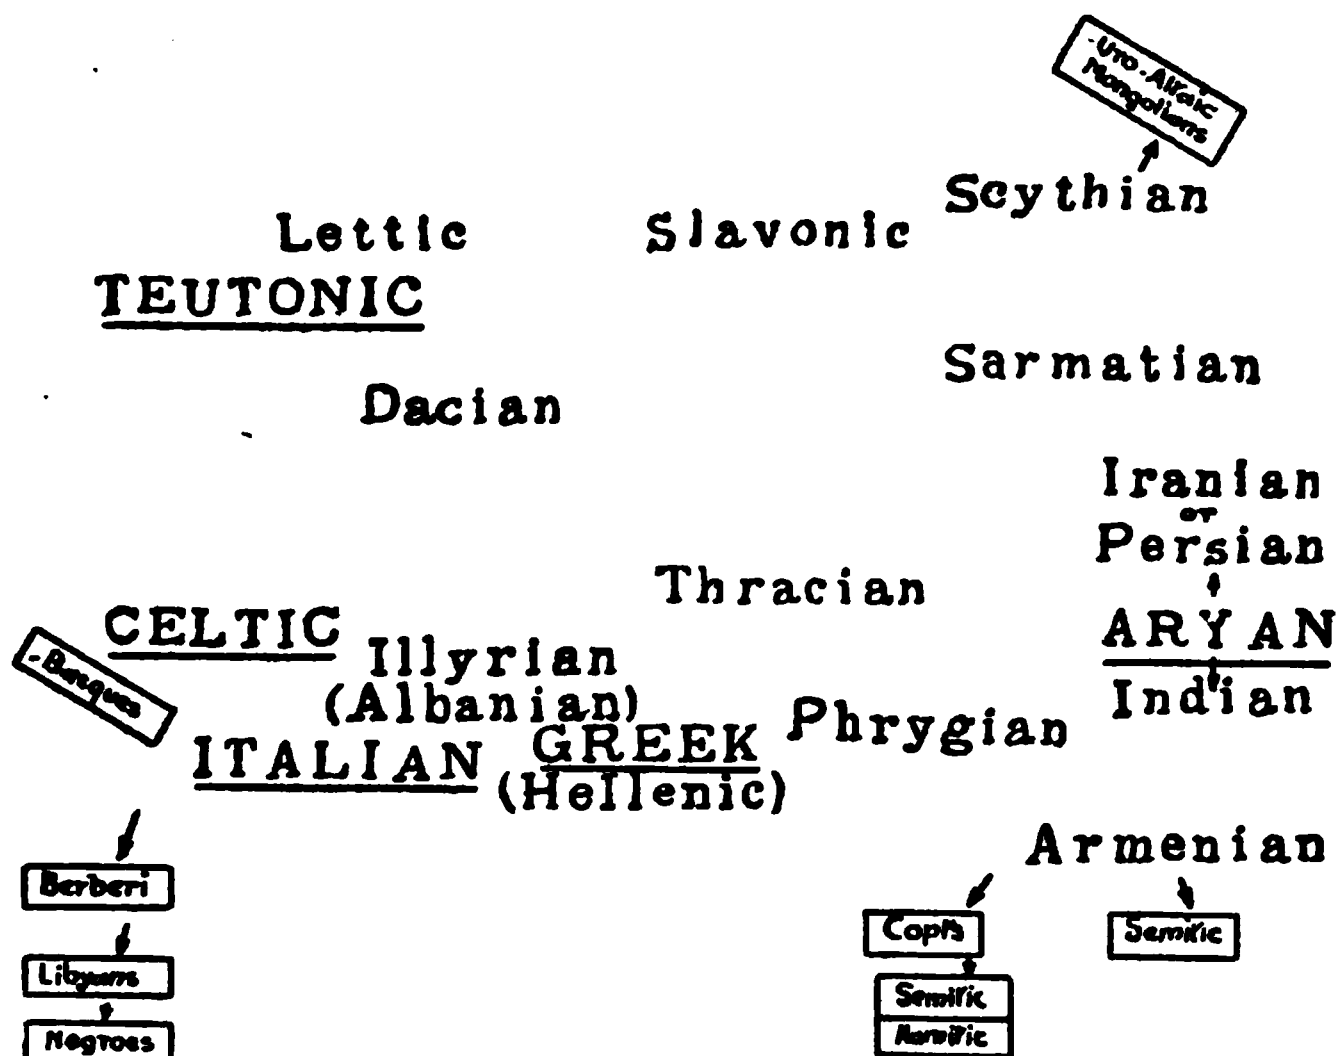 -Uro-Altaic
Mongolians
Scythian
Lettic
Slavonic
TEUTONIC
Sarmatian
Dacian
Iranian
or
Persian
Thracian
CELTIC
ARYAN
-Basques
Illyrian
(Albanian)
Indian
Phrygian
GREEK
ITALIAN
(Hellenic)
Armenian
Berberi
Copts
Semitic
Libyans
Semitic
Hamitic
Negroes